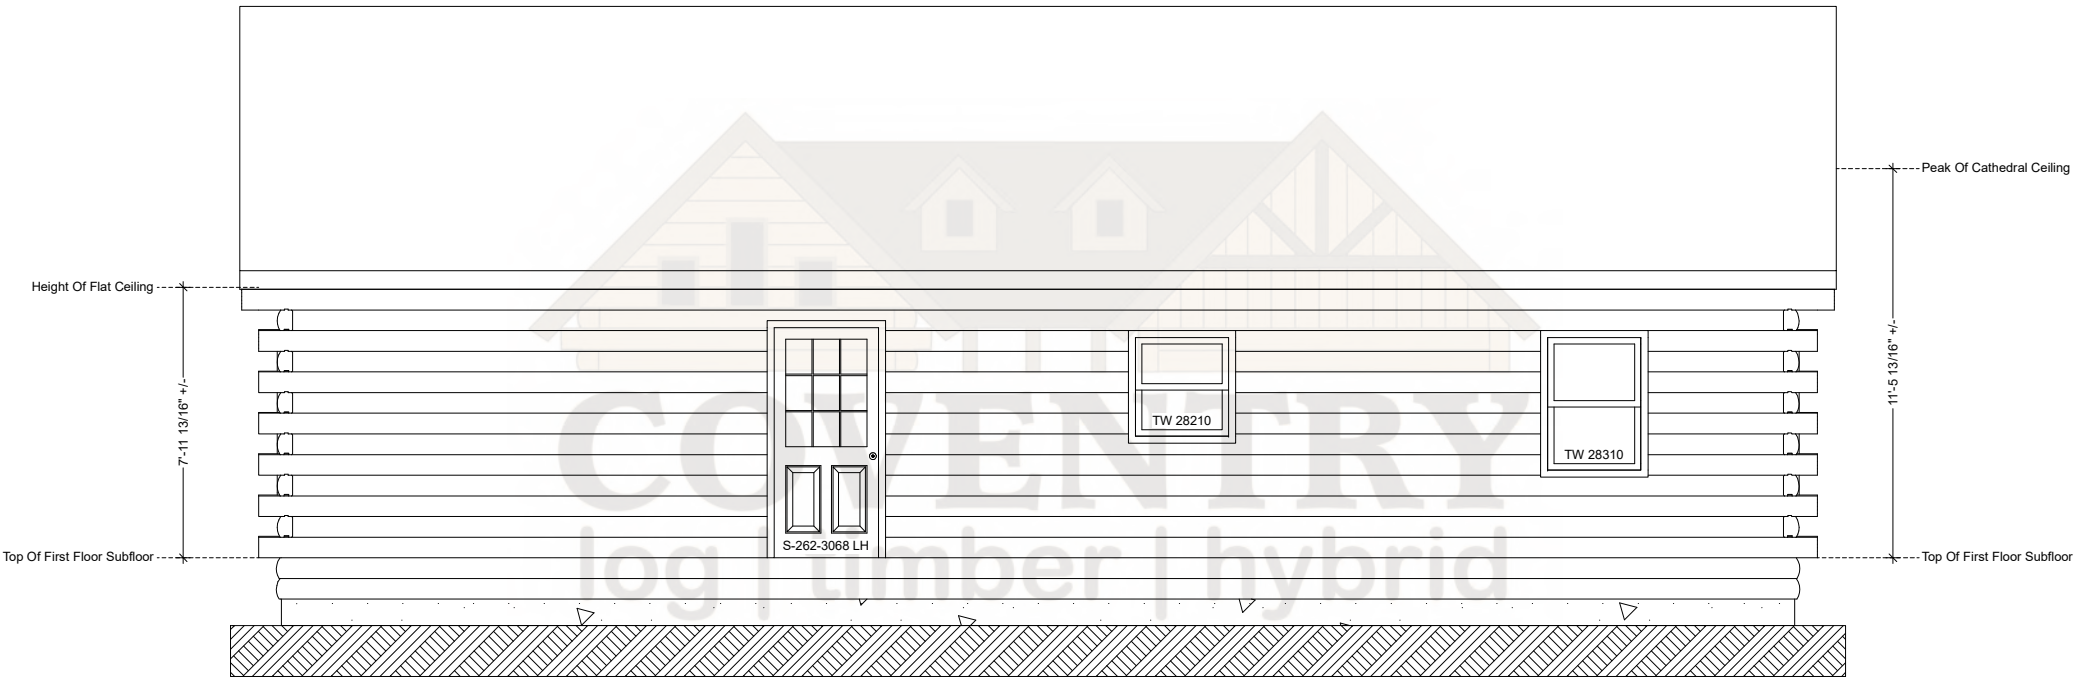 Peak Of Cathedral Ceiling
Height Of Flat Ceiling
7'-11 13/16" +/-
11'-5 13/16" +/-
COVENTRY
TW 28210
TW 28310
S-262-3068 LH
log | timber | hybrid
Top Of First Floor Subfloor
Top Of First Floor Subfloor